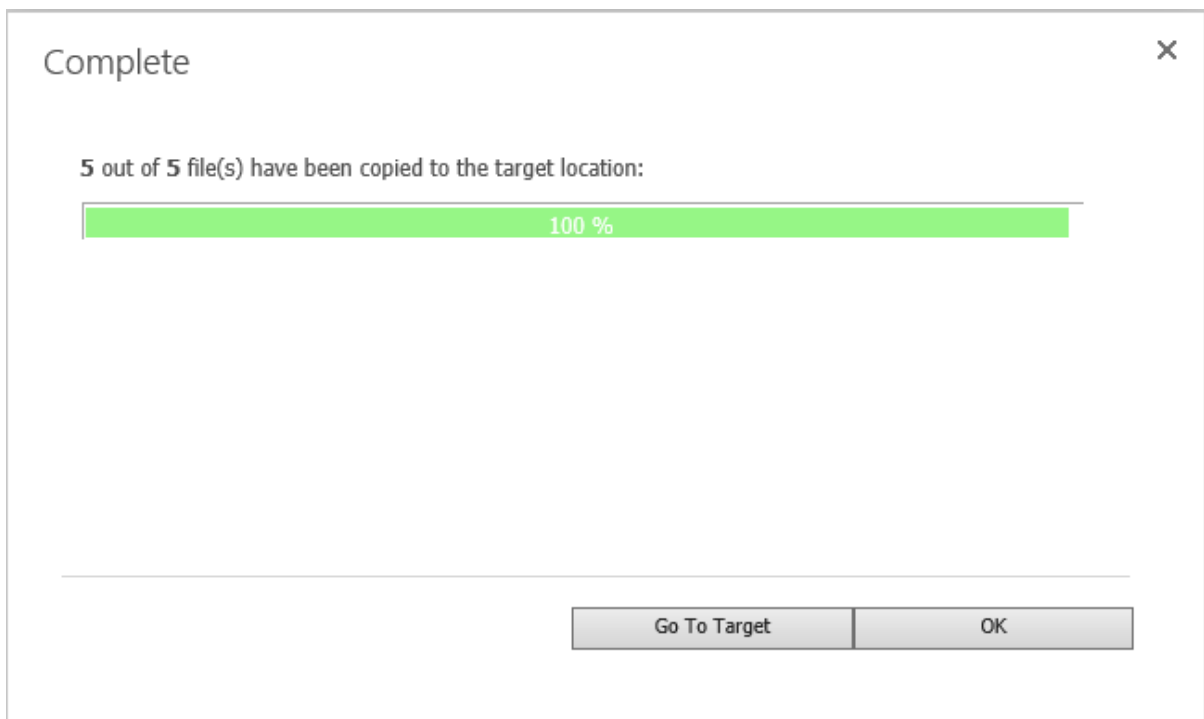 Complete
5 out of 5 file(s) have been copied to the target location:
100 %
Go To Target
OK